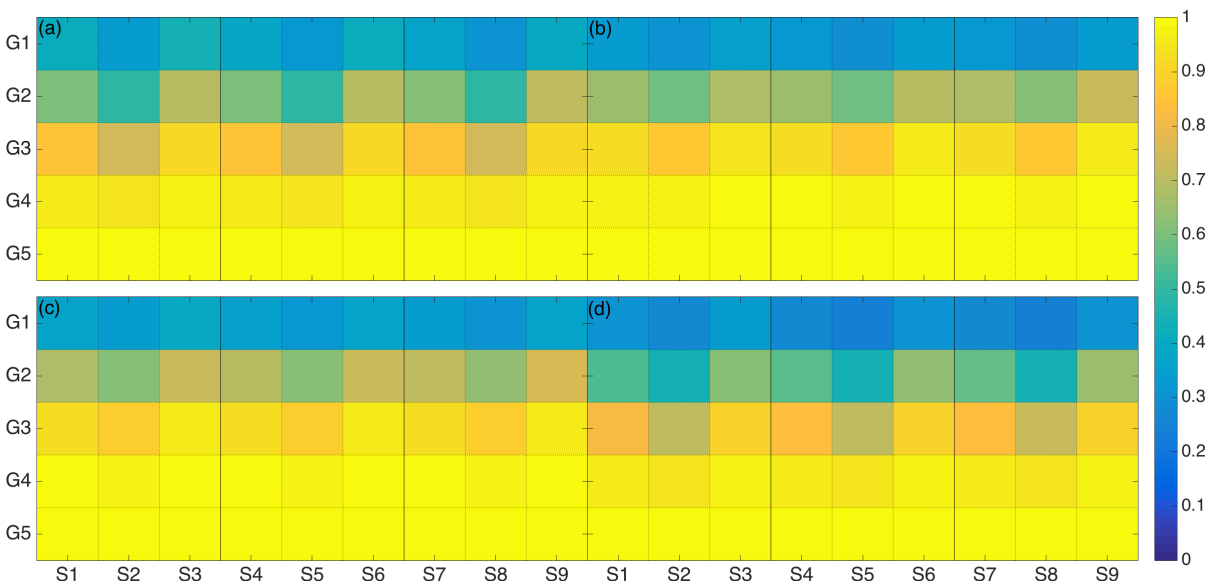 (a)
(b)
G1
G2
G3
G4
G5
1
0.9
0.8
0.7
0.6
0.5
0.4
0.3
0.2
0.1
0
(c)
(d)
G1
G2
G3
G4
G5
S1 S2 S3 S4 S5 S6 S7 S8 S9 S1 S2 S3 S4 S5 S6 S7 S8 S9